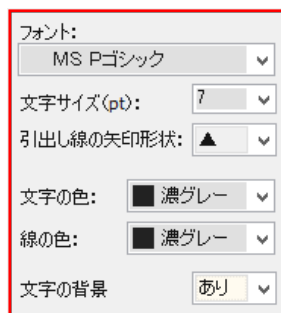 フォント:
MS Pゴシック
文字サイズ(pt): 7
引出し線の矢印形状: ▲
文字の色: 濃グレー
線の色: 濃グレー
文字の背景 あり